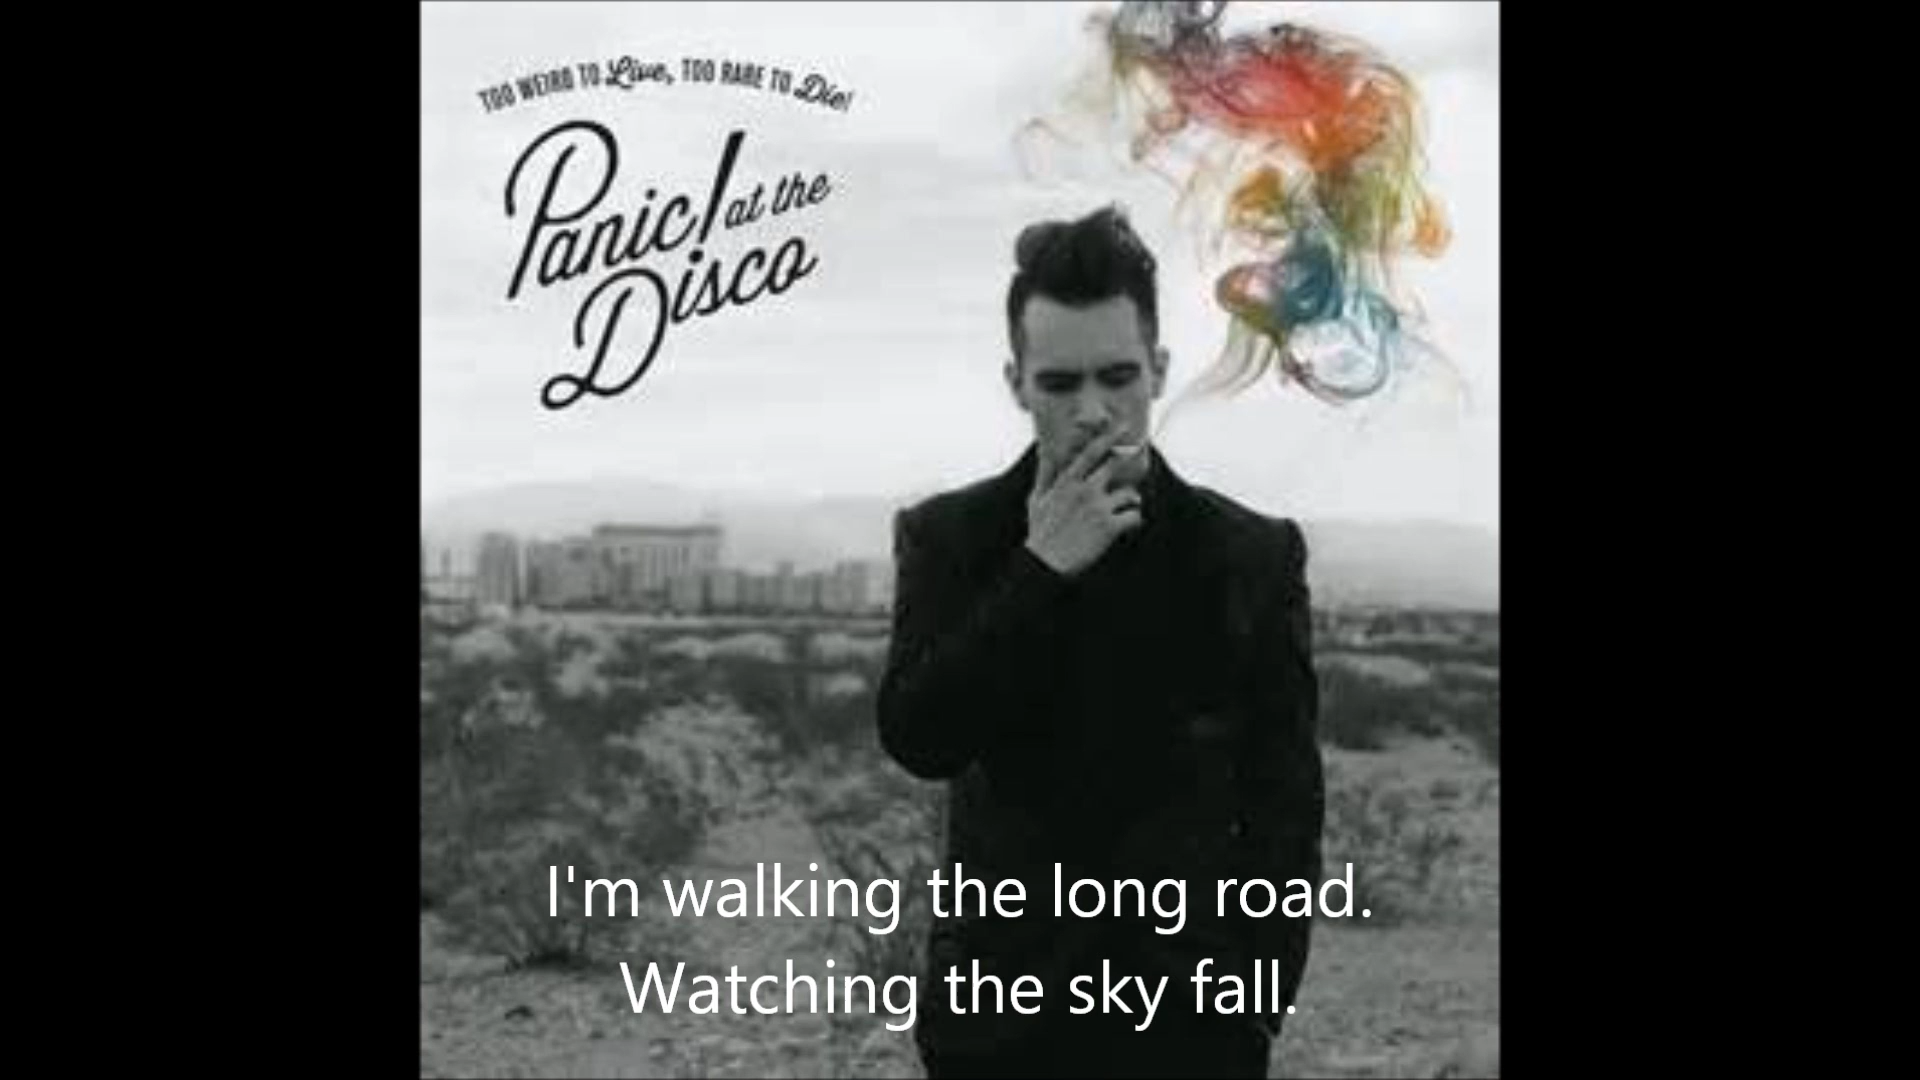 TOO WEIRD TO Live, TOO RARE TO Die!
Panic! at the
Disco
I'm walking the long road.
Watching the sky fall.